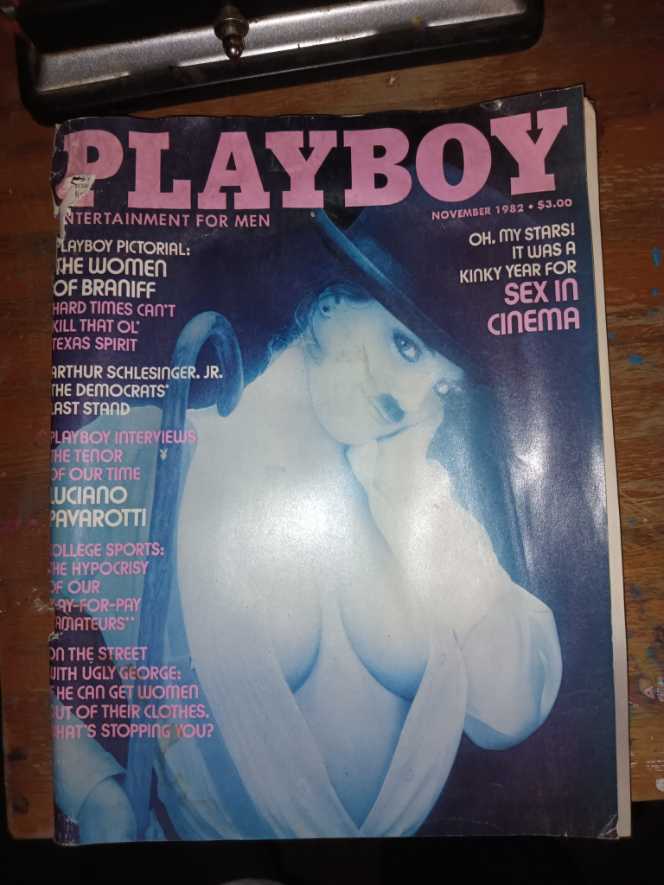 PLAYBOY
ENTERTAINMENT FOR MEN
NOVEMBER 1982 • $3.00
PLAYBOY PICTORIAL:
THE WOMEN
OF BRANIFF
HARD TIMES CAN'T
KILL THAT OL'
TEXAS SPIRIT
ARTHUR SCHLESINGER, JR.
THE DEMOCRATS'
LAST STAND
PLAYBOY INTERVIEWS
THE TENOR
OF OUR TIME
LUCIANO
PAVAROTTI
COLLEGE SPORTS:
THE HYPOCRISY
OF OUR
PAY-FOR-PAY
"AMATEURS"
ON THE STREET
WITH UGLY GEORGE:
HE CAN GET WOMEN
OUT OF THEIR CLOTHES.
WHAT'S STOPPING YOU?
OH, MY STARS!
IT WAS A
KINKY YEAR FOR
SEX IN
CINEMA